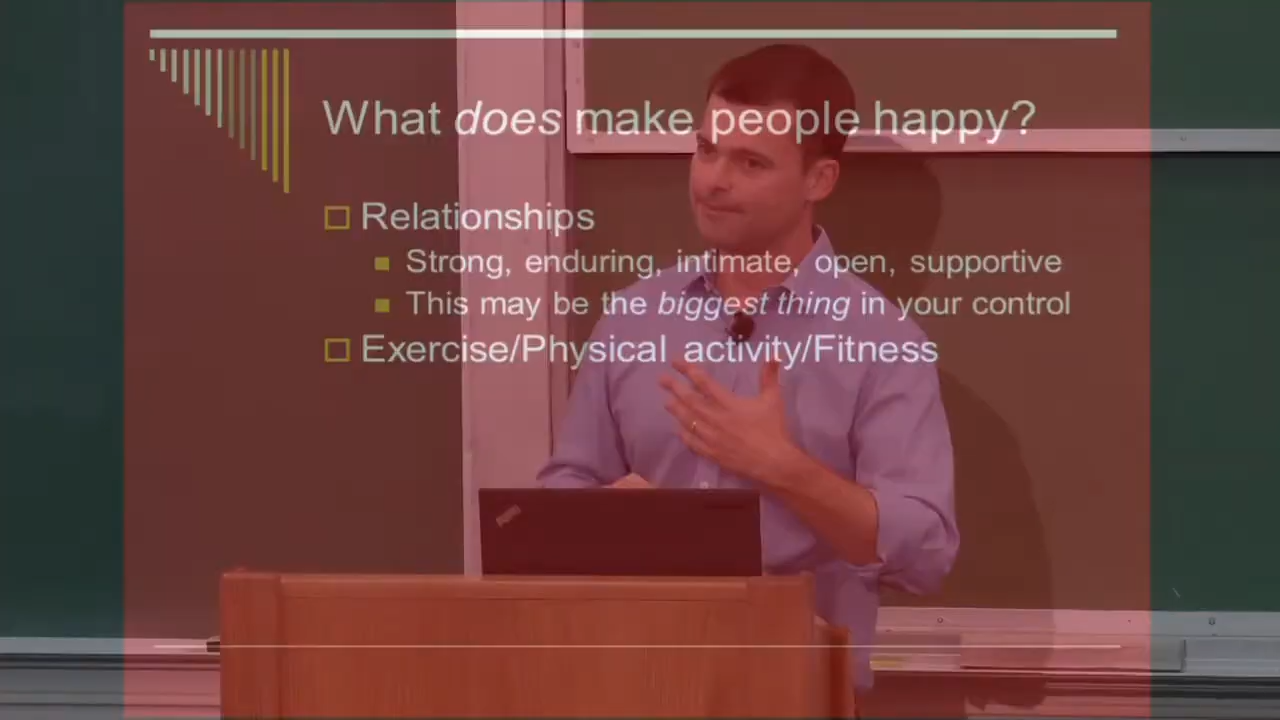 What does make people happy?
Relationships
Strong, enduring, intimate, open, supportive
This may be the biggest thing in your control
Exercise/Physical activity/Fitness